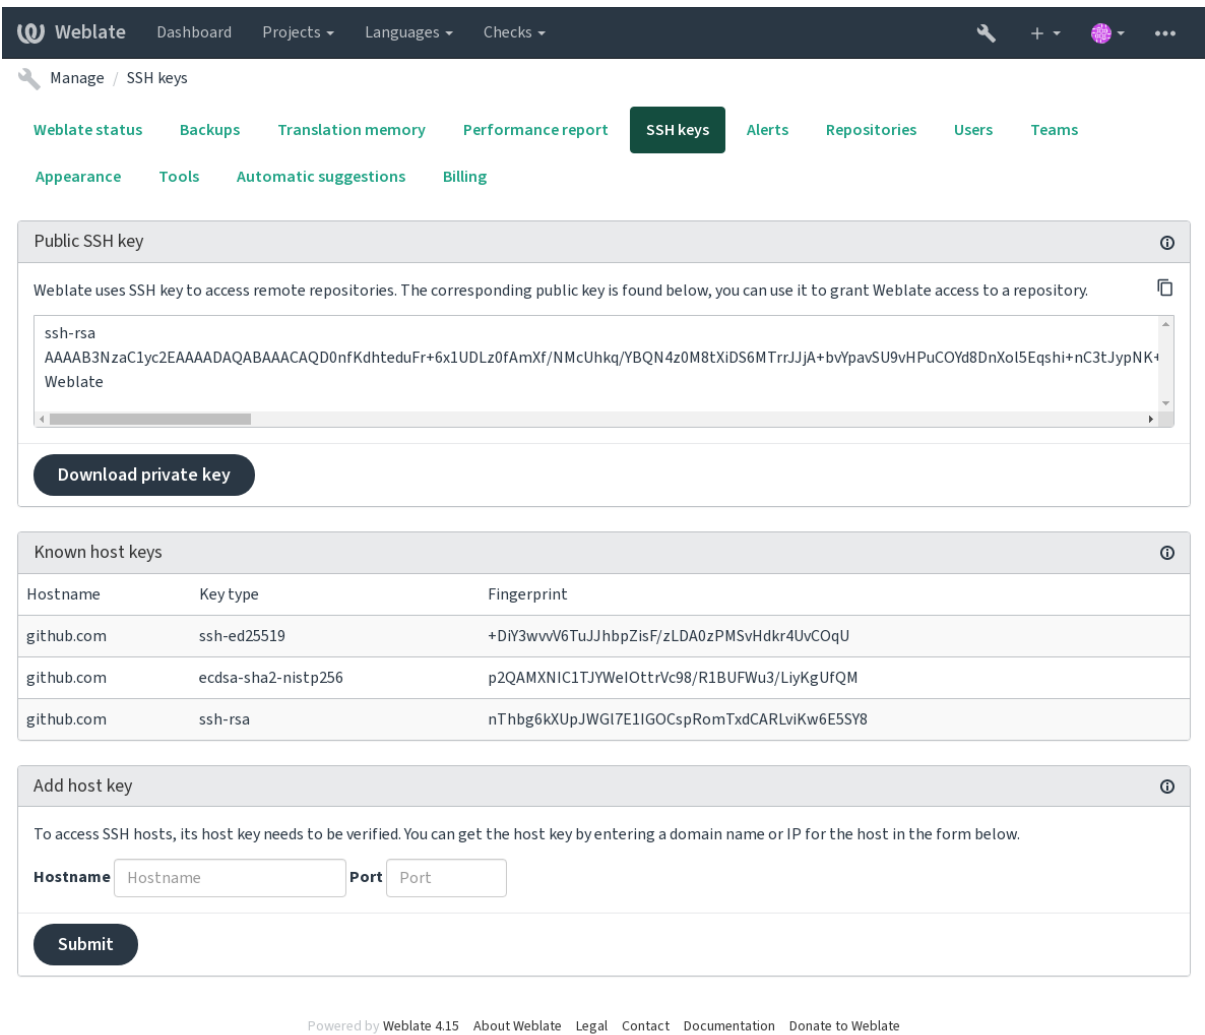 Weblate Dashboard Projects Languages Checks
Manage / SSH keys
Weblate status Backups Translation memory Performance report SSH keys Alerts Repositories Users Teams
Appearance Tools Automatic suggestions Billing
Public SSH key
Weblate uses SSH key to access remote repositories. The corresponding public key is found below, you can use it to grant Weblate access to a repository.
ssh-rsa
AAAAB3NzaC1yc2EAAAADAQABAAACAQD0nfKdhteduFr+6x1UDLz0fAmXf/NMcUhkq/YBQN4z0M8tXiDS6MTrrJJjA+bvYpavSU9vHPuCOYd8DnXol5Eqshi+nC3tJypNK+
Weblate
Download private key
Known host keys
Hostname Key type Fingerprint
github.com ssh-ed25519 +DiY3wvvV6TuJJhbpZisF/zLDA0zPMSvHdkr4UvCOqU
github.com ecdsa-sha2-nistp256 p2QAMXNIC1TJYWeIOttrVc98/R1BUFWu3/LiyKgUfQM
github.com ssh-rsa nThbg6kXUpJWGl7E1IGOCspRomTxdCARLviKw6E5SY8
Add host key
To access SSH hosts, its host key needs to be verified. You can get the host key by entering a domain name or IP for the host in the form below.
Hostname Hostname Port Port
Submit
Powered by Weblate 4.15 About Weblate Legal Contact Documentation Donate to Weblate